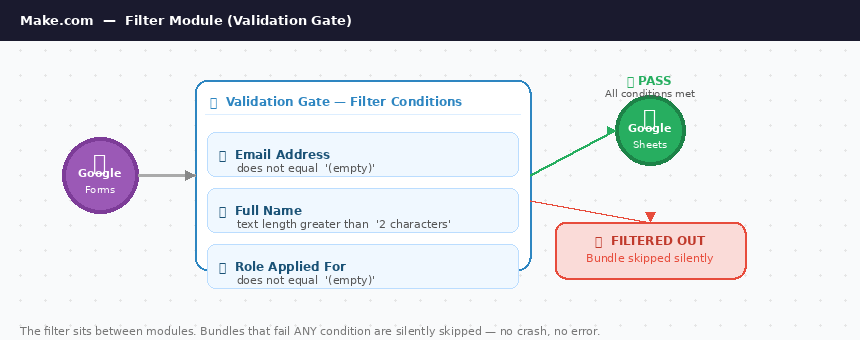 Make.com — Filter Module (Validation Gate)
PASS
All conditions met
Validation Gate — Filter Conditions
Google
Forms
Email Address
does not equal '(empty)'
Full Name
text length greater than '2 characters'
Role Applied For
does not equal '(empty)'
Google
Sheets
FILTERED OUT
Bundle skipped silently
The filter sits between modules. Bundles that fail ANY condition are silently skipped — no crash, no error.